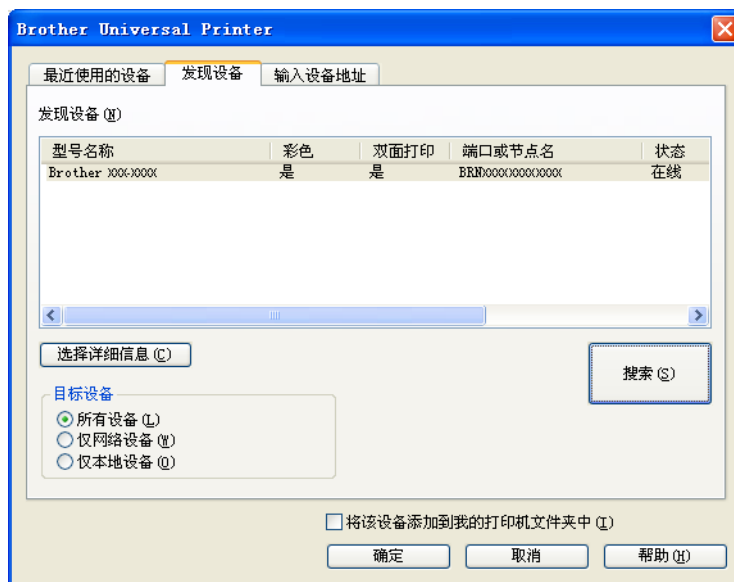 Brother Universal Printer
最近使用的设备 发现设备 输入设备地址
发现设备(N)
型号名称 彩色 双面打印 端口或节点名 状态
Brother XXX-XXXX 是 是 BRNXXXXXXXXXXXX 在线
选择详细信息(C)
搜索(S)
目标设备
所有设备(L)
仅网络设备(W)
仅本地设备(O)
将该设备添加到我的打印机文件夹中(I)
确定 取消 帮助(H)